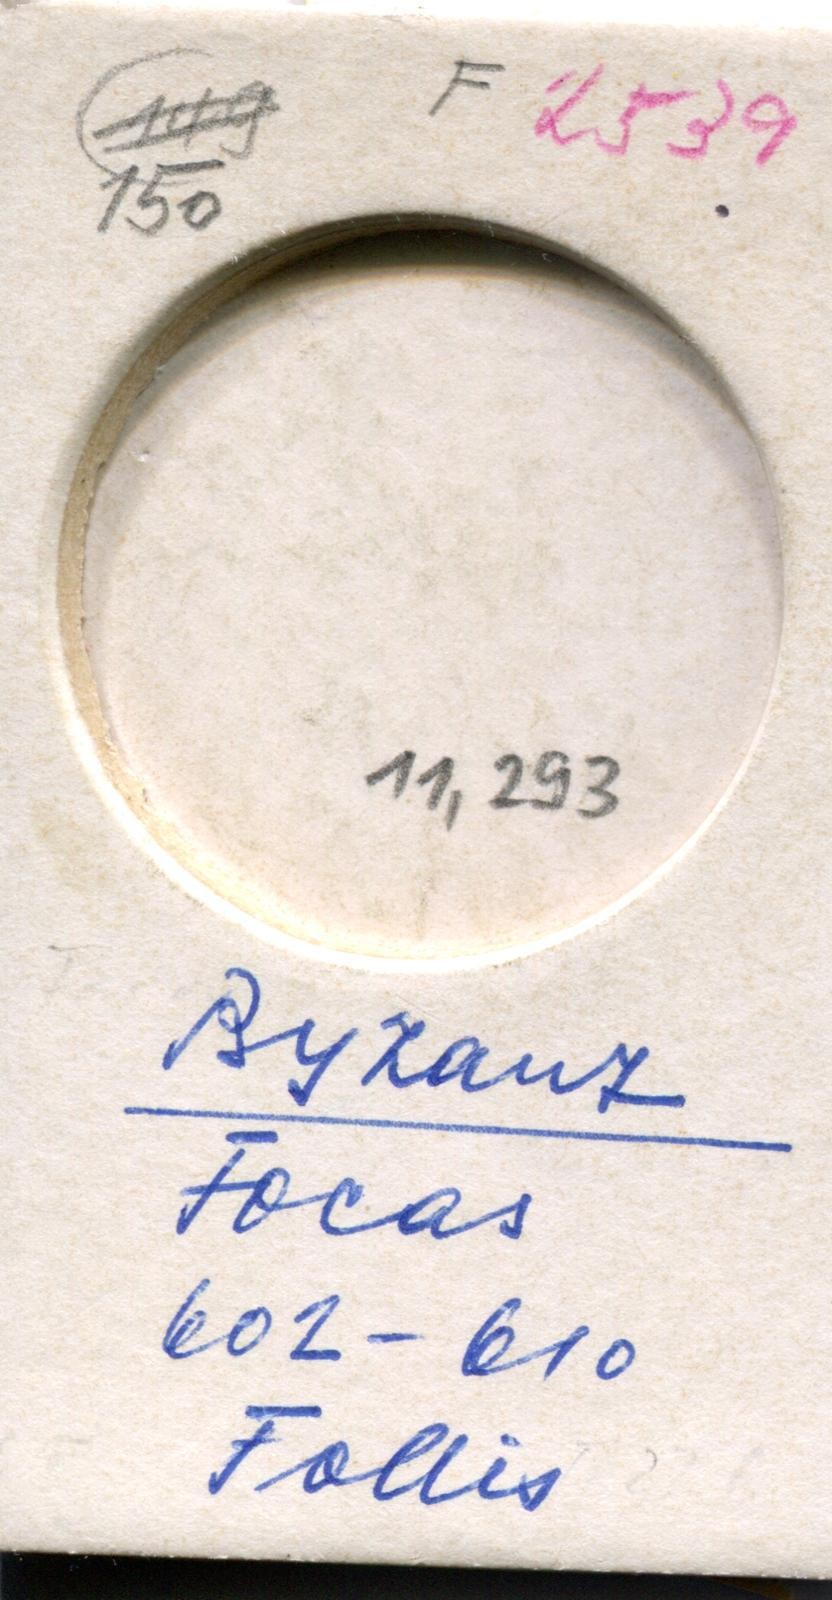 F 2539
150
11,293
Byzanz
Focas
602-610
Follis